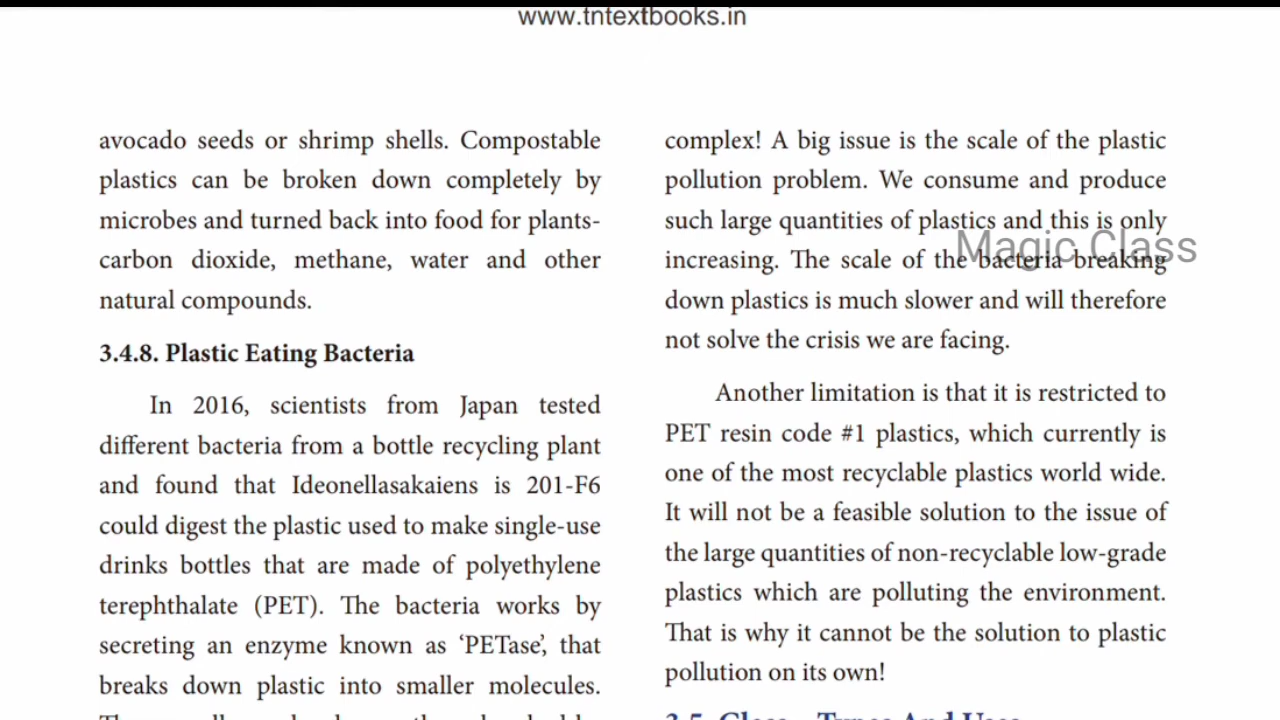 www.tntextbooks.in
avocado seeds or shrimp shells. Compostable
plastics can be broken down completely by
microbes and turned back into food for plants-
carbon dioxide, methane, water and other
natural compounds.
3.4.8. Plastic Eating Bacteria
In 2016, scientists from Japan tested
different bacteria from a bottle recycling plant
and found that Ideonellasakaiens is 201-F6
could digest the plastic used to make single-use
drinks bottles that are made of polyethylene
terephthalate (PET). The bacteria works by
secreting an enzyme known as ‘PETase’, that
breaks down plastic into smaller molecules.
complex! A big issue is the scale of the plastic
pollution problem. We consume and produce
such large quantities of plastics and this is only
increasing. The scale of the bacteria breaking
down plastics is much slower and will therefore
not solve the crisis we are facing.
Another limitation is that it is restricted to
PET resin code #1 plastics, which currently is
one of the most recyclable plastics world wide.
It will not be a feasible solution to the issue of
the large quantities of non-recyclable low-grade
plastics which are polluting the environment.
That is why it cannot be the solution to plastic
pollution on its own!
3.5. Glass – Types And Uses
Magic Class